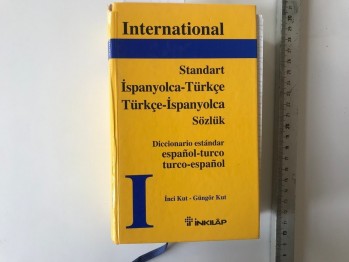 International
Standart
İspanyolca-Türkçe
Türkçe-İspanyolca
Sözlük
Diccionario estándar
español-turco
turco-español
I
İnci Kut - Güngör Kut
İNKILÂP